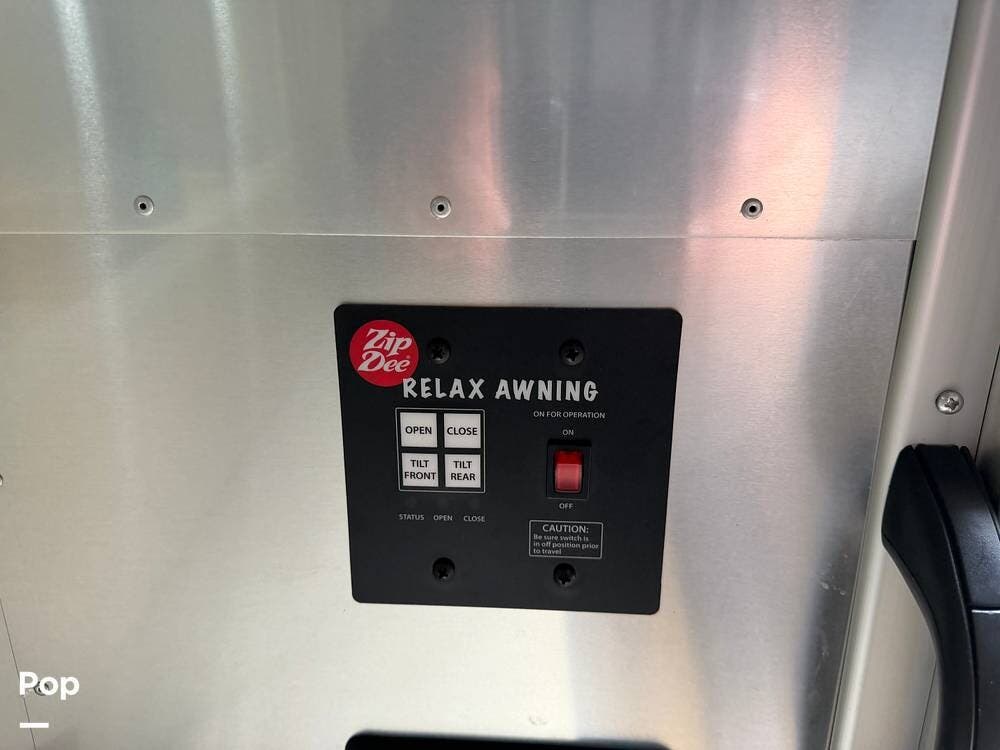 Zip
Dee
RELAX AWNING
ON FOR OPERATION
OPEN CLOSE
ON
TILT FRONT
TILT REAR
OFF
STATUS OPEN CLOSE
CAUTION:
Be sure switch is
in off position prior
to travel
Pop